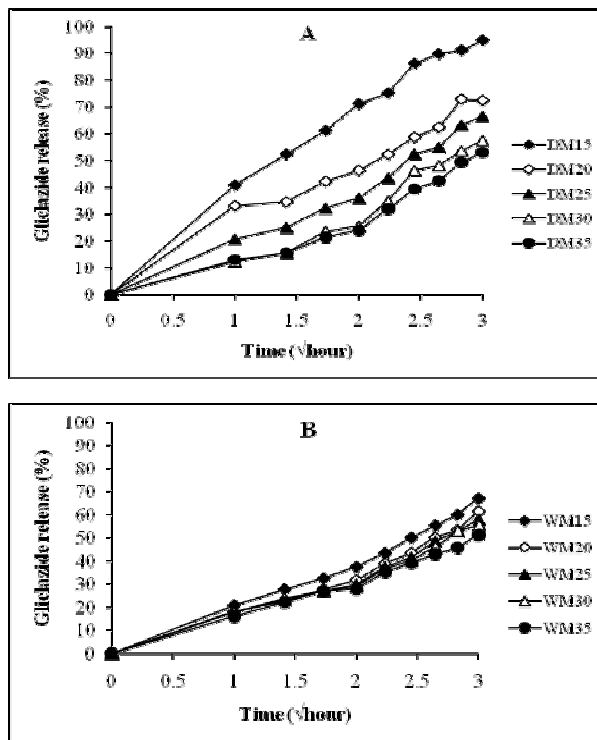 A
100
90
80
70
60
50
40
30
20
10
0
Gliclazide release (%)
0 0.5 1 1.5 2 2.5 3
Time (√hour)
DM15
DM20
DM25
DM30
DM35
B
100
90
80
70
60
50
40
30
20
10
0
Gliclazide release (%)
0 0.5 1 1.5 2 2.5 3
Time (√hour)
WM15
WM20
WM25
WM30
WM35